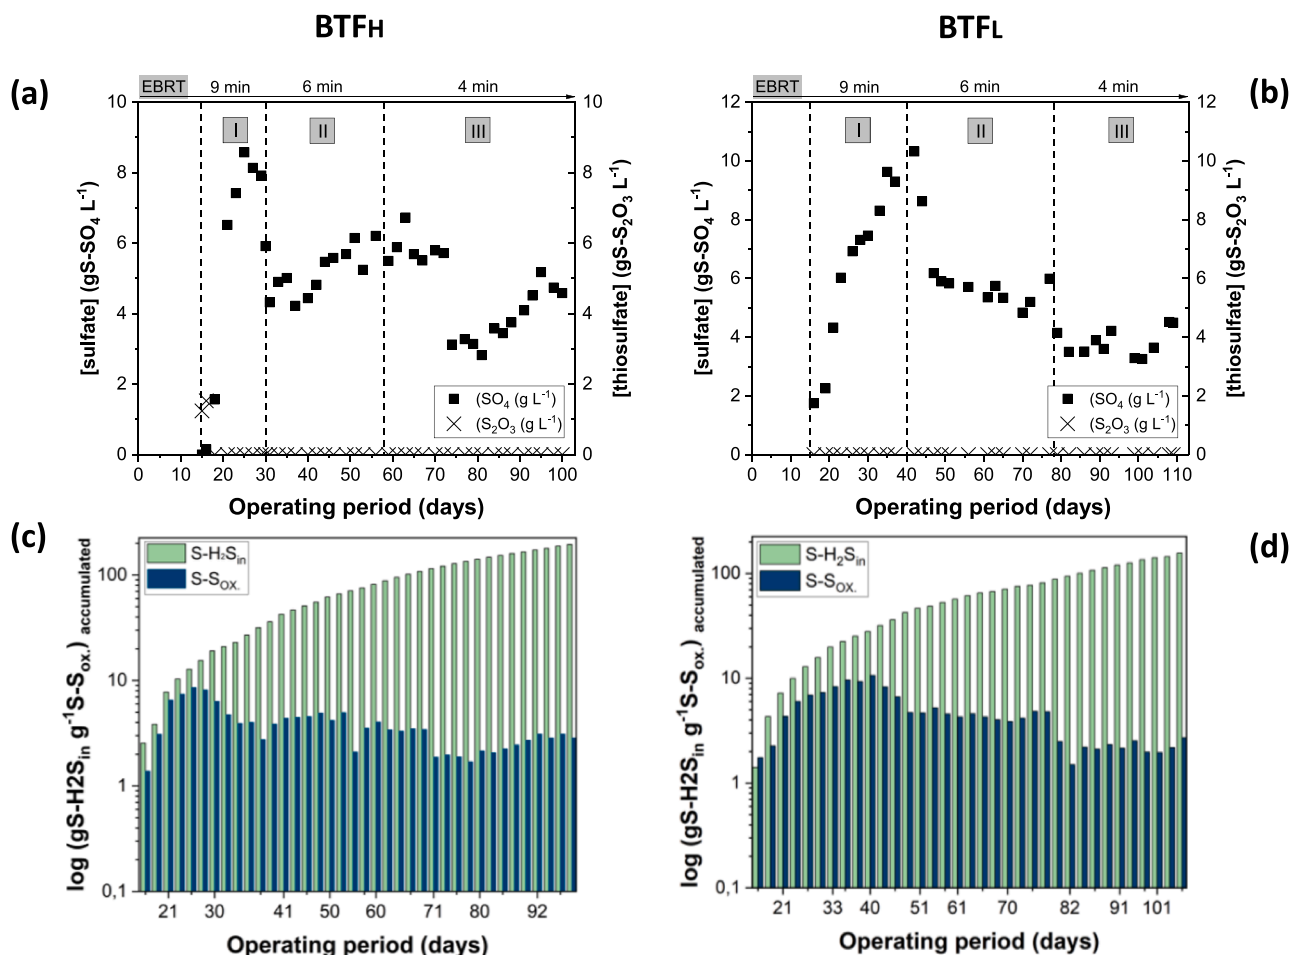 BTFH
BTFL
(a)
EBRT 9 min 6 min 4 min
10 8 6 4 2 0
[sulfate] (gS-SO4 L-1)
I II III
(SO4 (g L-1)
(S2O3 (g L-1)
10 8 6 4 2 0
[thiosulfate] (gS-S2O3 L-1)
0 10 20 30 40 50 60 70 80 90 100
Operating period (days)
(b)
EBRT 9 min 6 min 4 min
12 10 8 6 4 2 0
[sulfate] (gS-SO4 L-1)
I II III
(SO4 (g L-1)
(S2O3 (g L-1)
12 10 8 6 4 2 0
[thiosulfate] (gS-S2O3 L-1)
0 10 20 30 40 50 60 70 80 90 100 110
Operating period (days)
(c)
S-H2Sin
S-SOX.
100 10 1 0,1
log (gS-H2Sin g-1S-Sox.) accumulated
21 30 41 50 60 71 80 92
Operating period (days)
(d)
S-H2Sin
S-SOX.
100 10 1 0,1
log (gS-H2Sin g-1S-Sox.) accumulated
21 33 40 51 61 70 82 91 101
Operating period (days)